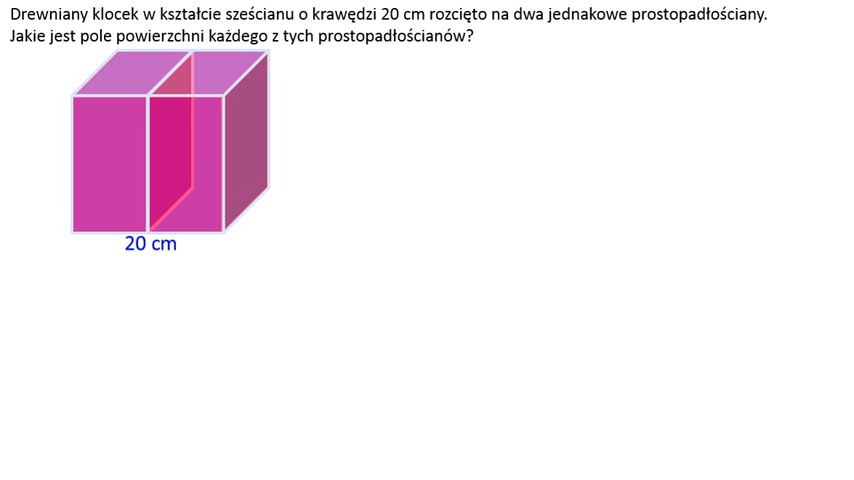 Drewniany klocek w kształcie sześcianu o krawędzi 20 cm rozcięto na dwa jednakowe prostopadłościany.
Jakie jest pole powierzchni każdego z tych prostopadłościanów?
20 cm